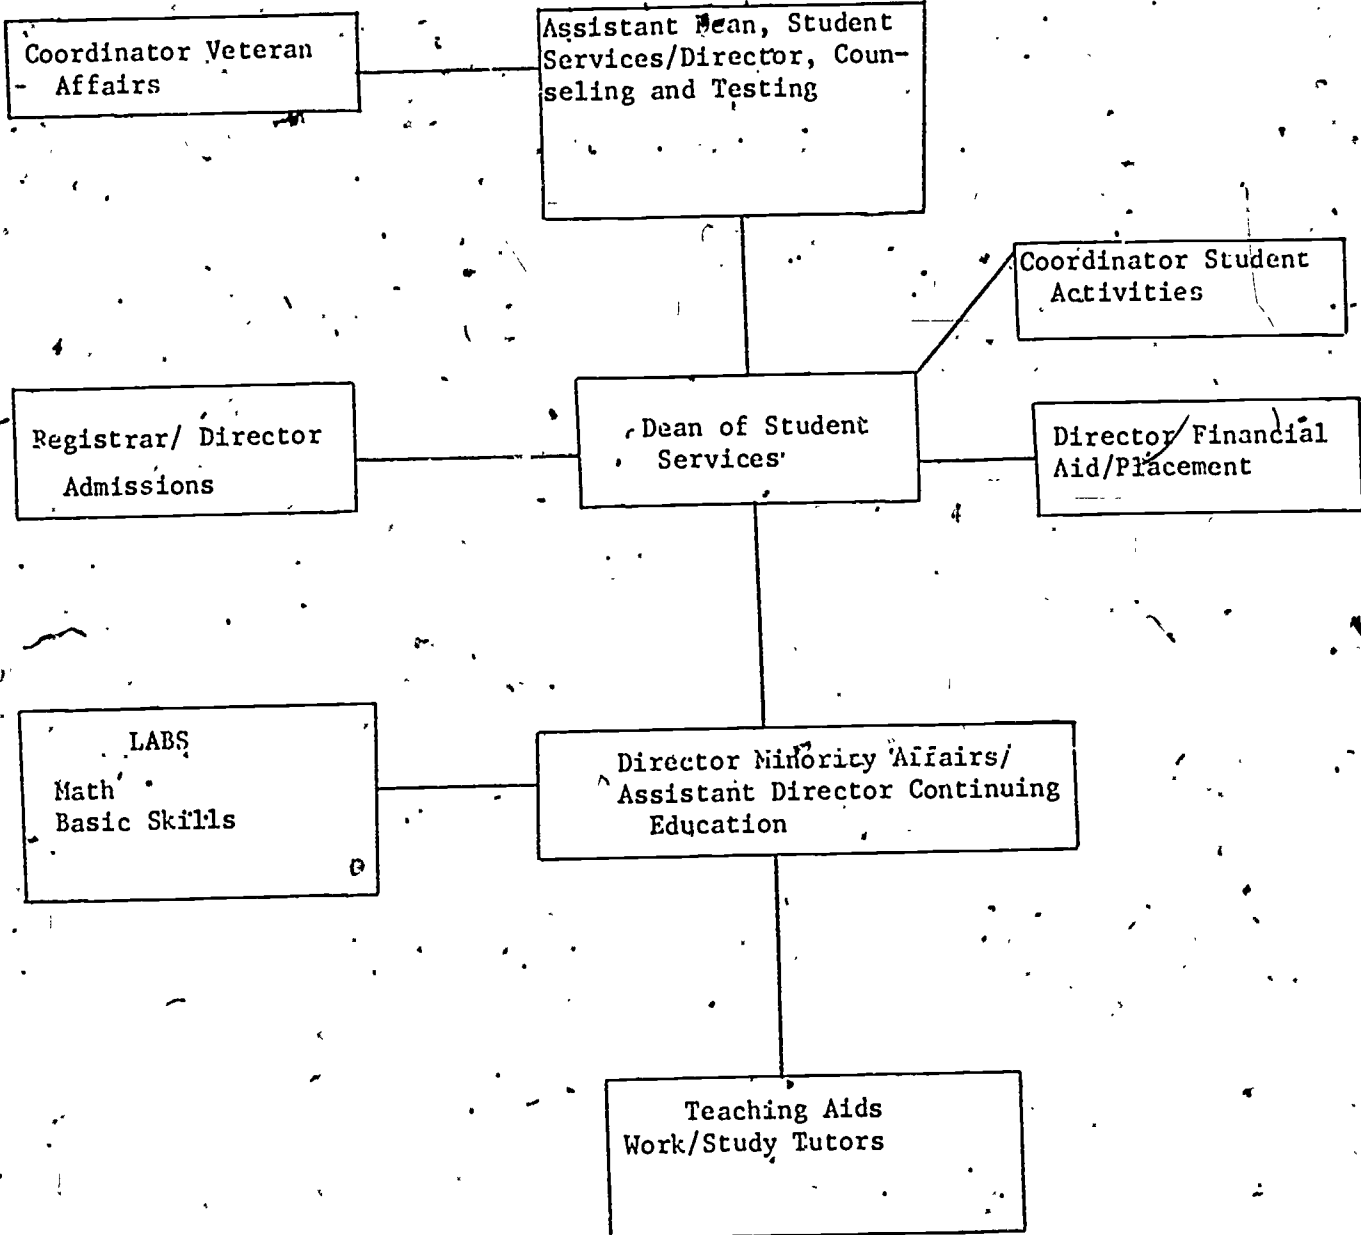 Coordinator Veteran
Affairs
Assistant Dean, Student
Services/Director, Coun-
seling and Testing
Coordinator Student
Activities
Registrar/ Director
Admissions
Dean of Student
Services
Director/Financial
Aid/Placement
LABS
Math
Basic Skills
Director Minority Affairs/
Assistant Director Continuing
Education
Teaching Aids
Work/Study Tutors